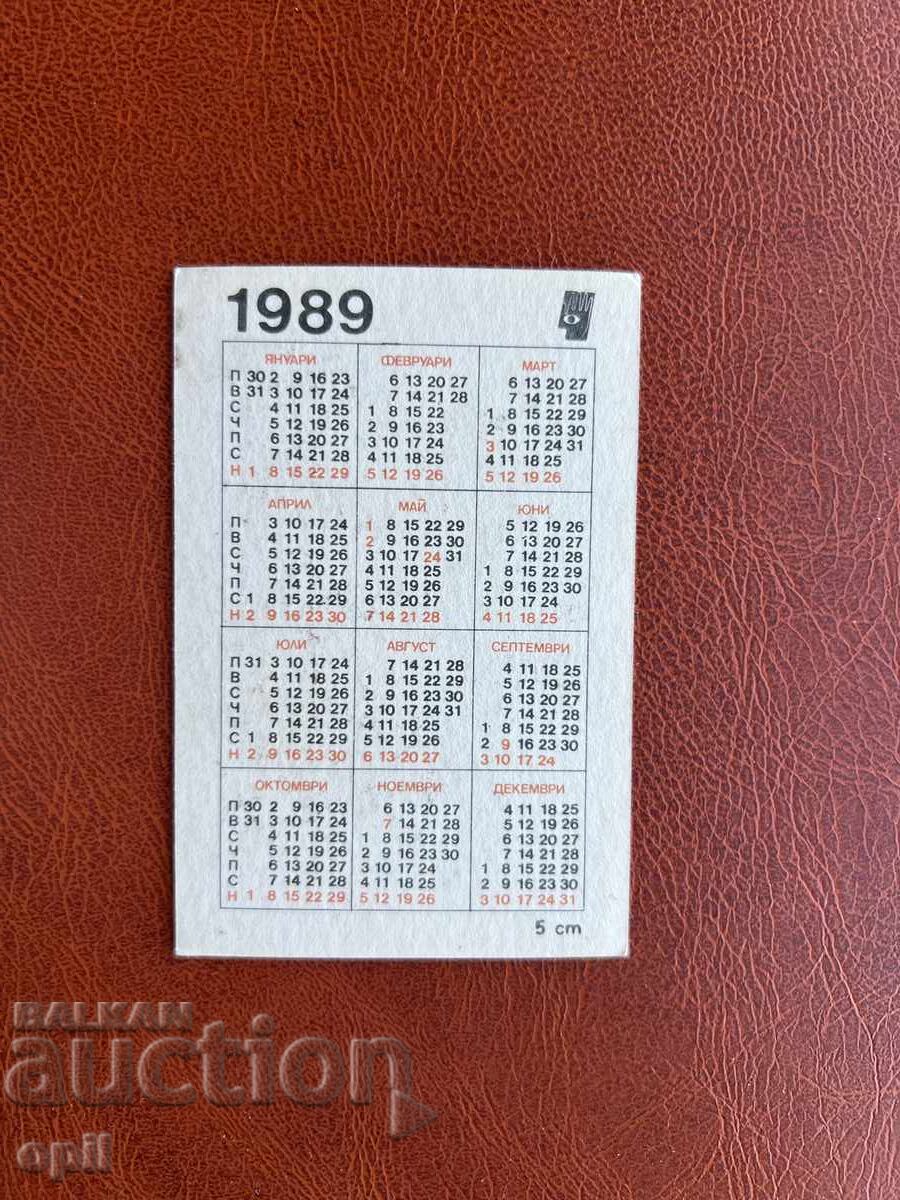 1989
ЯНУАРИ ФЕВРУАРИ МАРТ
П 30 2 9 16 23 6 13 20 27 6 13 20 27
В 31 3 10 17 24 7 14 21 28 7 14 21 28
С 4 11 18 25 1 8 15 22 1 8 15 22 29
Ч 5 12 19 26 2 9 16 23 2 9 16 23 30
П 6 13 20 27 3 10 17 24 3 10 17 24 31
С 7 14 21 28 4 11 18 25 4 11 18 25
Н 1 8 15 22 29 5 12 19 26 5 12 19 26
АПРИЛ МАЙ ЮНИ
П 3 10 17 24 1 8 15 22 29 5 12 19 26
В 4 11 18 25 2 9 16 23 30 6 13 20 27
С 5 12 19 26 3 10 17 24 31 7 14 21 28
Ч 6 13 20 27 4 11 18 25 1 8 15 22 29
П 7 14 21 28 5 12 19 26 2 9 16 23 30
С 1 8 15 22 29 6 13 20 27 3 10 17 24
Н 2 9 16 23 30 7 14 21 28 4 11 18 25
ЮЛИ АВГУСТ СЕПТЕМВРИ
П 31 3 10 17 24 7 14 21 28 4 11 18 25
В 4 11 18 25 1 8 15 22 29 5 12 19 26
С 5 12 19 26 2 9 16 23 30 6 13 20 27
Ч 6 13 20 27 3 10 17 24 31 7 14 21 28
П 7 14 21 28 4 11 18 25 1 8 15 22 29
С 1 8 15 22 29 5 12 19 26 2 9 16 23 30
Н 2 9 16 23 30 6 13 20 27 3 10 17 24
ОКТОМВРИ НОЕМВРИ ДЕКЕМВРИ
П 30 2 9 16 23 6 13 20 27 4 11 18 25
В 31 3 10 17 24 7 14 21 28 5 12 19 26
С 4 11 18 25 1 8 15 22 29 6 13 20 27
Ч 5 12 19 26 2 9 16 23 30 7 14 21 28
П 6 13 20 27 3 10 17 24 1 8 15 22 29
С 7 14 21 28 4 11 18 25 2 9 16 23 30
Н 1 8 15 22 29 5 12 19 26 3 10 17 24 31
5 cm
BALKAN
auction
opil